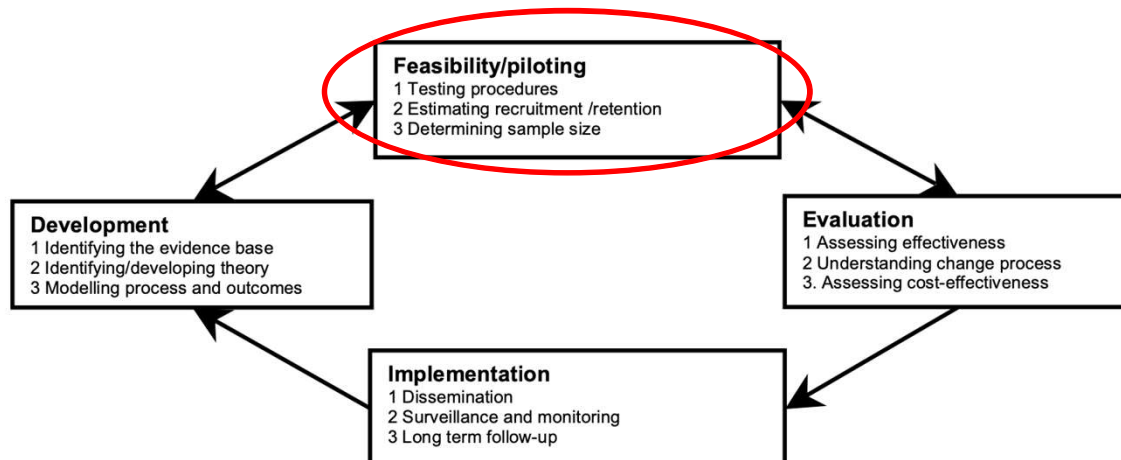 Feasibility/piloting
1 Testing procedures
2 Estimating recruitment /retention
3 Determining sample size
Development
1 Identifying the evidence base
2 Identifying/developing theory
3 Modelling process and outcomes
Evaluation
1 Assessing effectiveness
2 Understanding change process
3. Assessing cost-effectiveness
Implementation
1 Dissemination
2 Surveillance and monitoring
3 Long term follow-up